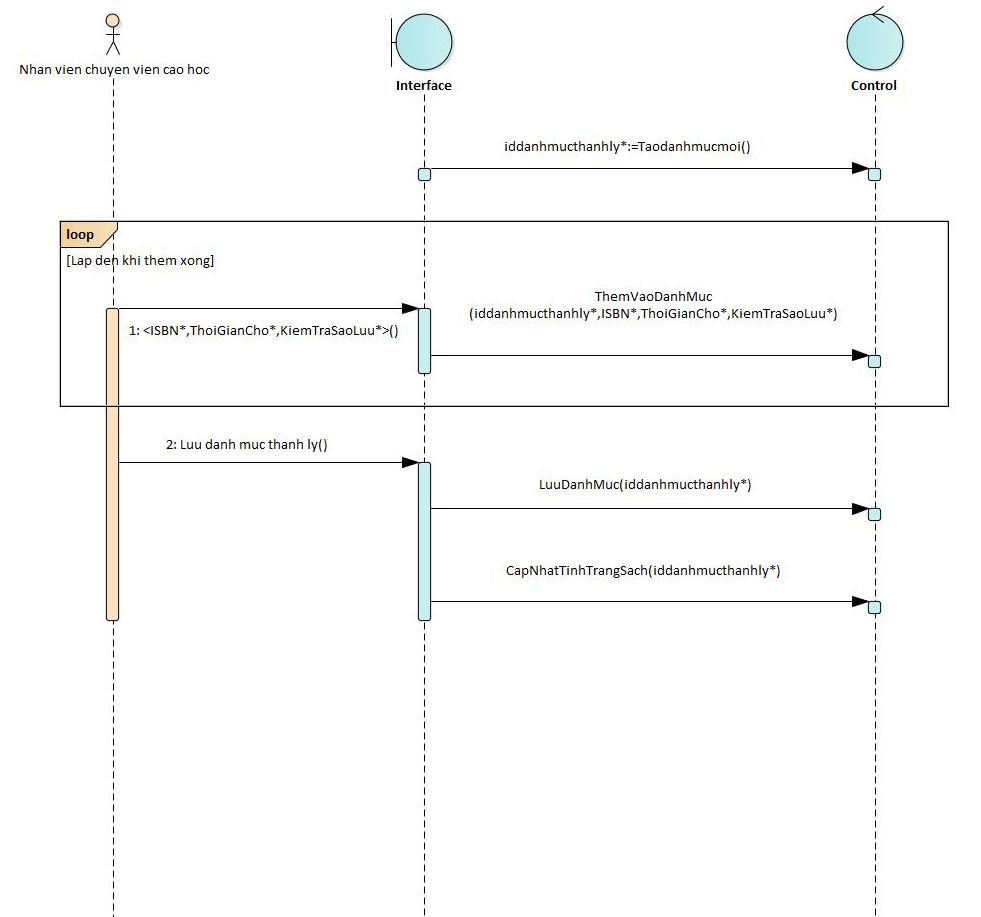 Nhan vien chuyen vien cao hoc
Interface
Control
iddanhmucthanhly*:=Taodanhmucmoi()
loop
[Lap den khi them xong]
ThemVaoDanhMuc
(iddanhmucthanhly*,ISBN*,ThoiGianCho*,KiemTraSaoLuu*)
1: <ISBN*,ThoiGianCho*,KiemTraSaoLuu*>()
2: Luu danh muc thanh ly()
LuuDanhMuc(iddanhmucthanhly*)
CapNhatTinhTrangSach(iddanhmucthanhly*)